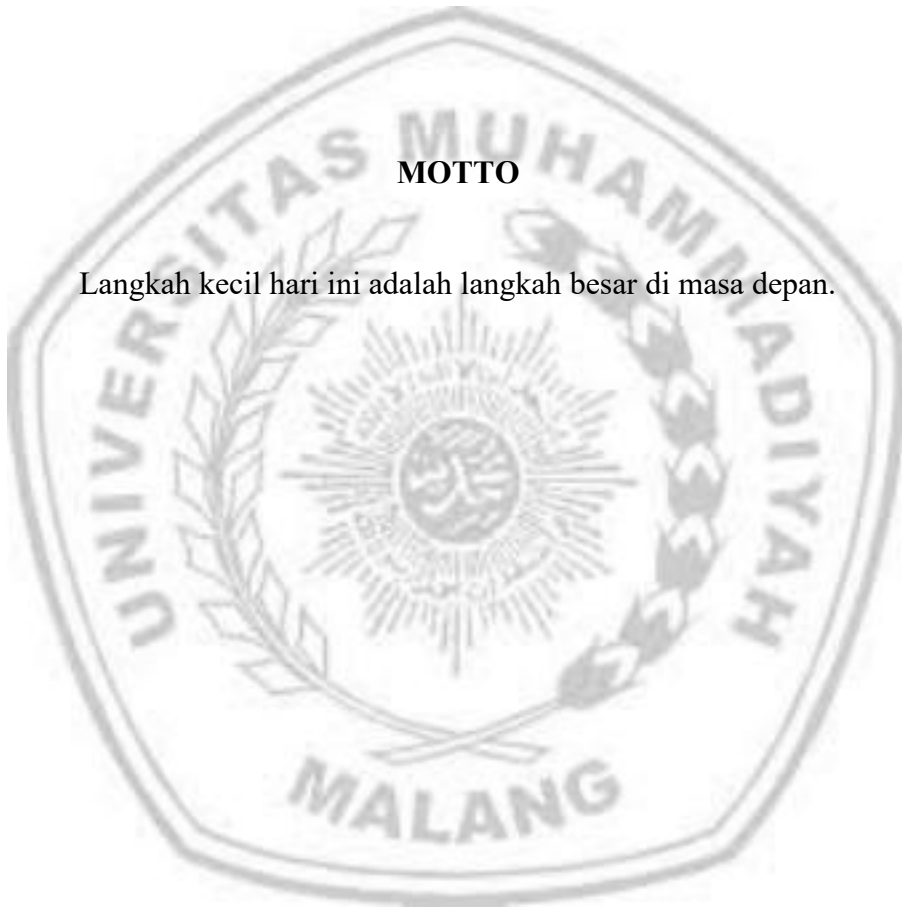 UNIVERSITAS MUHAMMADIYAH
MOTTO
Langkah kecil hari ini adalah langkah besar di masa depan.
MALANG